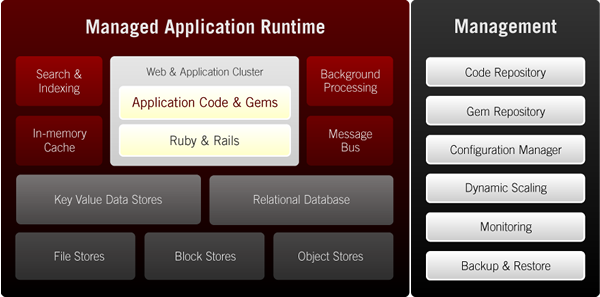 Managed Application Runtime
Search &
Indexing
In-memory
Cache
Web & Application Cluster
Application Code & Gems
Ruby & Rails
Background
Processing
Message
Bus
Key Value Data Stores
Relational Database
File Stores
Block Stores
Object Stores
Management
Code Repository
Gem Repository
Configuration Manager
Dynamic Scaling
Monitoring
Backup & Restore